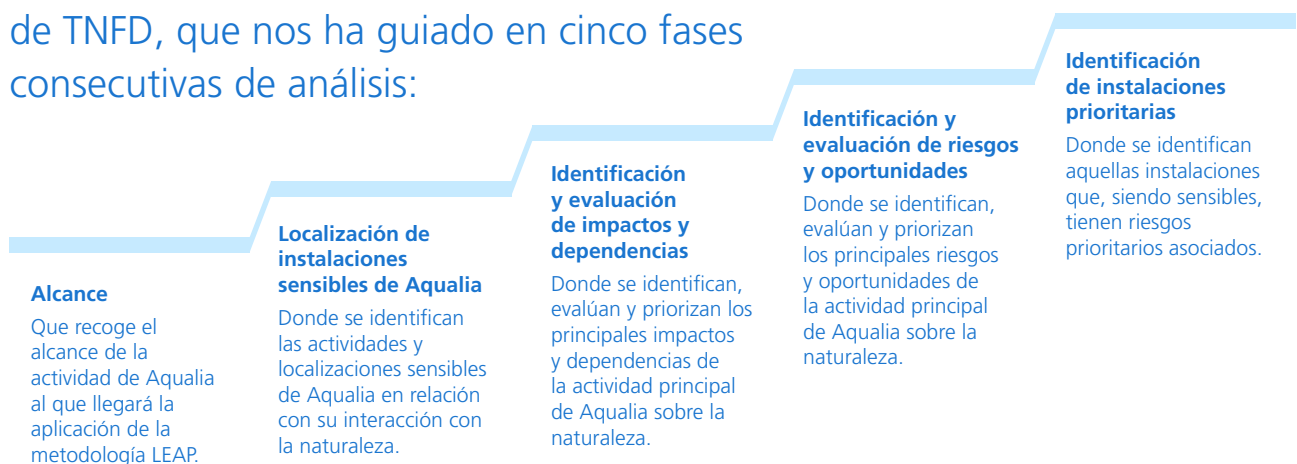 de TNFD, que nos ha guiado en cinco fases
consecutivas de análisis:
Alcance
Que recoge el
alcance de la
actividad de Aqualia
al que llegará la
aplicación de la
metodología LEAP.
Localización de
instalaciones
sensibles de Aqualia
Donde se identifican
las actividades y
localizaciones sensibles
de Aqualia en relación
con su interacción con
la naturaleza.
Identificación
y evaluación
de impactos y
dependencias
Donde se identifican,
evalúan y priorizan los
principales impactos
y dependencias de
la actividad principal
de Aqualia sobre la
naturaleza.
Identificación y
evaluación de riesgos
y oportunidades
Donde se identifican,
evalúan y priorizan
los principales riesgos
y oportunidades de
la actividad principal
de Aqualia sobre la
naturaleza.
Identificación
de instalaciones
prioritarias
Donde se identifican
aquellas instalaciones
que, siendo sensibles,
tienen riesgos
prioritarios asociados.